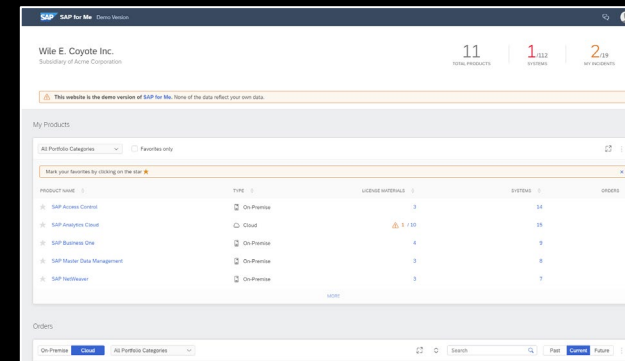 SAP SAP for Me Demo Version
Wile E. Coyote Inc.
Subsidiary of Acme Corporation
11
TOTAL PRODUCTS
1/112
SYSTEMS
2/19
MY INCIDENTS
This website is the demo version of SAP for Me. None of the data reflect your own data.
My Products
All Portfolio Categories Favorites only
Mark your favorites by clicking on the star
PRODUCT NAME TYPE LICENSE MATERIALS SYSTEMS ORDERS
SAP Access Control On-Premise 3 14
SAP Analytics Cloud Cloud 1 / 10 15
SAP Business One On-Premise 4
SAP Master Data Management On-Premise 3
SAP NetWeaver On-Premise 3 7
MORE
Orders
On-Premise Cloud All Portfolio Categories Search Past Current Future